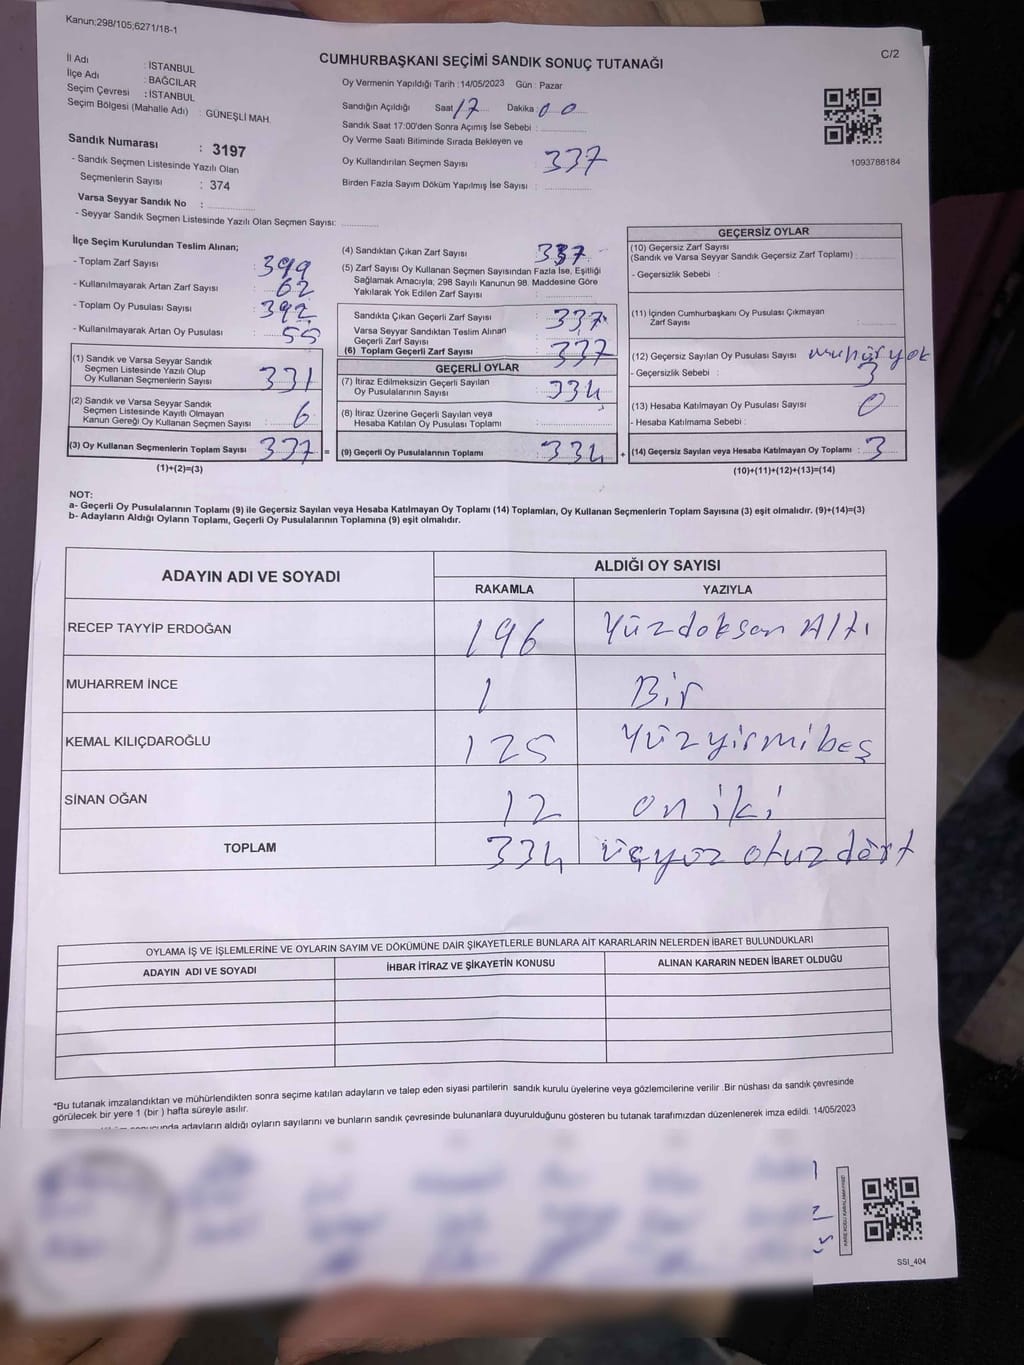 Kanun;298/105;6271/18-1
C/2
CUMHURBAŞKANI SEÇİMİ SANDIK SONUÇ TUTANAĞI
İl Adı : İSTANBUL
İlçe Adı : BAĞCILAR
Seçim Çevresi : İSTANBUL
Seçim Bölgesi (Mahalle Adı) : GÜNEŞLİ MAH.
Sandık Numarası : 3197
- Sandık Seçmen Listesinde Yazılı Olan
Seçmenlerin Sayısı : 374
Varsa Seyyar Sandık No :
- Seyyar Sandık Seçmen Listesinde Yazılı Olan Seçmen Sayısı:
Oy Vermenin Yapıldığı Tarih : 14/05/2023 Gün : Pazar
Sandığın Açıldığı Saat 17 Dakika : 00
Sandık Saat 17:00'den Sonra Açımış İse Sebebi :
Oy Verme Saati Bitiminde Sırada Bekleyen ve
Oy Kullandırılan Seçmen Sayısı : 337
Birden Fazla Sayım Döküm Yapılmış İse Sayısı :
1093788184
İlçe Seçim Kurulundan Teslim Alınan;
- Toplam Zarf Sayısı : 399
- Kullanılmayarak Artan Zarf Sayısı : 62
- Toplam Oy Pusulası Sayısı : 392
- Kullanılmayarak Artan Oy Pusulası : 55
(1) Sandık ve Varsa Seyyar Sandık
Seçmen Listesinde Yazılı Olup
Oy Kullanan Seçmenlerin Sayısı : 331
(2) Sandık ve Varsa Seyyar Sandık
Seçmen Listesinde Kayıtlı Olmayan
Kanun Gereği Oy Kullanan Seçmen Sayısı : 6
(3) Oy Kullanan Seçmenlerin Toplam Sayısı : 337 =
(1)+(2)=(3)
(4) Sandıktan Çıkan Zarf Sayısı : 337
(5) Zarf Sayısı Oy Kullanan Seçmen Sayısından Fazla İse, Eşitliği
Sağlamak Amacıyla; 298 Sayılı Kanunun 98. Maddesine Göre
Yakılarak Yok Edilen Zarf Sayısı :
Sandıkta Çıkan Geçerli Zarf Sayısı : 337
Varsa Seyyar Sandıktan Teslim Alınan
Geçerli Zarf Sayısı :
(6) Toplam Geçerli Zarf Sayısı : 337
GEÇERLİ OYLAR
(7) İtiraz Edilmeksizin Geçerli Sayılan
Oy Pusulalarının Sayısı : 334
(8) İtiraz Üzerine Geçerli Sayılan veya
Hesaba Katılan Oy Pusulası Toplamı :
(9) Geçerli Oy Pusulalarının Toplamı : 334 +
GEÇERSİZ OYLAR
(10) Geçersiz Zarf Sayısı
(Sandık ve Varsa Seyyar Sandık Geçersiz Zarf Toplamı) :
- Geçersizlik Sebebi :
(11) İçinden Cumhurbaşkanı Oy Pusulası Çıkmayan
Zarf Sayısı :
(12) Geçersiz Sayılan Oy Pusulası Sayısı : mühür yok
- Geçersizlik Sebebi : 3
(13) Hesaba Katılmayan Oy Pusulası Sayısı : 0
- Hesaba Katılmama Sebebi :
(14) Geçersiz Sayılan veya Hesaba Katılmayan Oy Toplamı : 3
(10)+(11)+(12)+(13)=(14)
NOT:
a- Geçerli Oy Pusulalarının Toplamı (9) ile Geçersiz Sayılan veya Hesaba Katılmayan Oy Toplamı (14) Toplamları, Oy Kullanan Seçmenlerin Toplam Sayısına (3) eşit olmalıdır. (9)+(14)=(3)
b- Adayların Aldığı Oyların Toplamı, Geçerli Oy Pusulalarının Toplamına (9) eşit olmalıdır.
ADAYIN ADI VE SOYADI ALDIĞI OY SAYISI
RAKAMLA YAZIYLA
RECEP TAYYİP ERDOĞAN 196 Yüzdoksan Altı
MUHARREM İNCE 1 Bir
KEMAL KILIÇDAROĞLU 125 Yüzyirmibeş
SİNAN OĞAN 12 on iki
TOPLAM 334 üçyüz otuz dört
OYLAMA İŞ VE İŞLEMLERİNE VE OYLARIN SAYIM VE DÖKÜMÜNE DAİR ŞİKAYETLERLE BUNLARA AİT KARARLARIN NELERDEN İBARET BULUNDUKLARI
ADAYIN ADI VE SOYADI İHBAR İTİRAZ VE ŞİKAYETİN KONUSU ALINAN KARARIN NEDEN İBARET OLDUĞU
*Bu tutanak imzalandıktan ve mühürlendikten sonra seçime katılan adayların ve talep eden siyasi partilerin sandık kurulu üyelerine veya gözlemcilerine verilir .Bir nüshası da sandık çevresinde
görülecek bir yere 1 (bir ) hafta süreyle asılır.
sonucunda adayların aldığı oyların sayılarını ve bunların sandık çevresinde bulunanlara duyurulduğunu gösteren bu tutanak tarafımızdan düzenlenerek imza edildi. 14/05/2023
KARE KODU KARALAMAYINIZ!
SSI_404